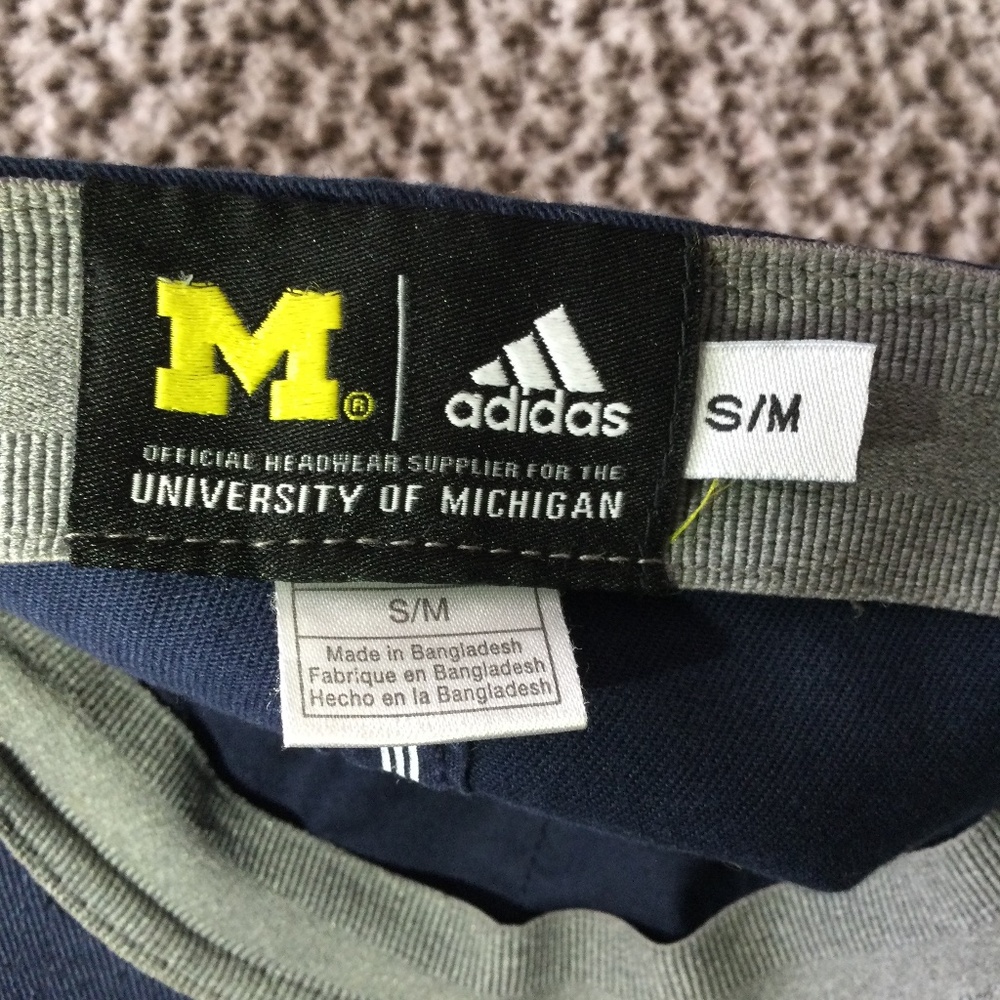 M®
adidas
OFFICIAL HEADWEAR SUPPLIER FOR THE
UNIVERSITY OF MICHIGAN
S/M
S/M
Made in Bangladesh
Fabrique en Bangladesh
Hecho en la Bangladesh